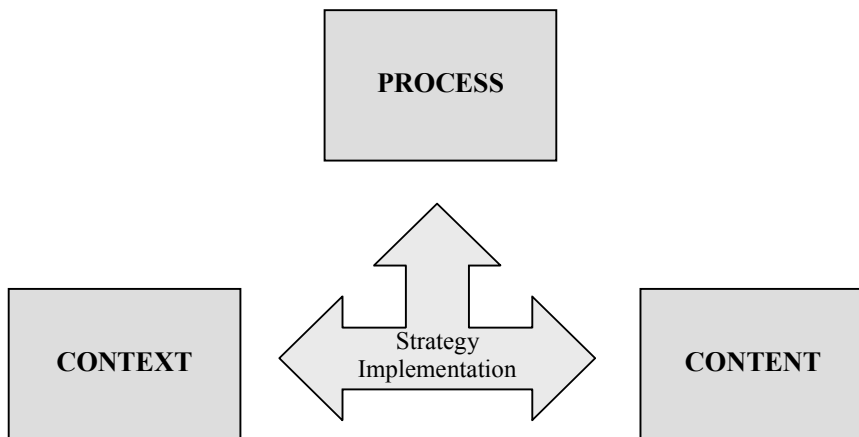 PROCESS
CONTEXT
Strategy
Implementation
CONTENT